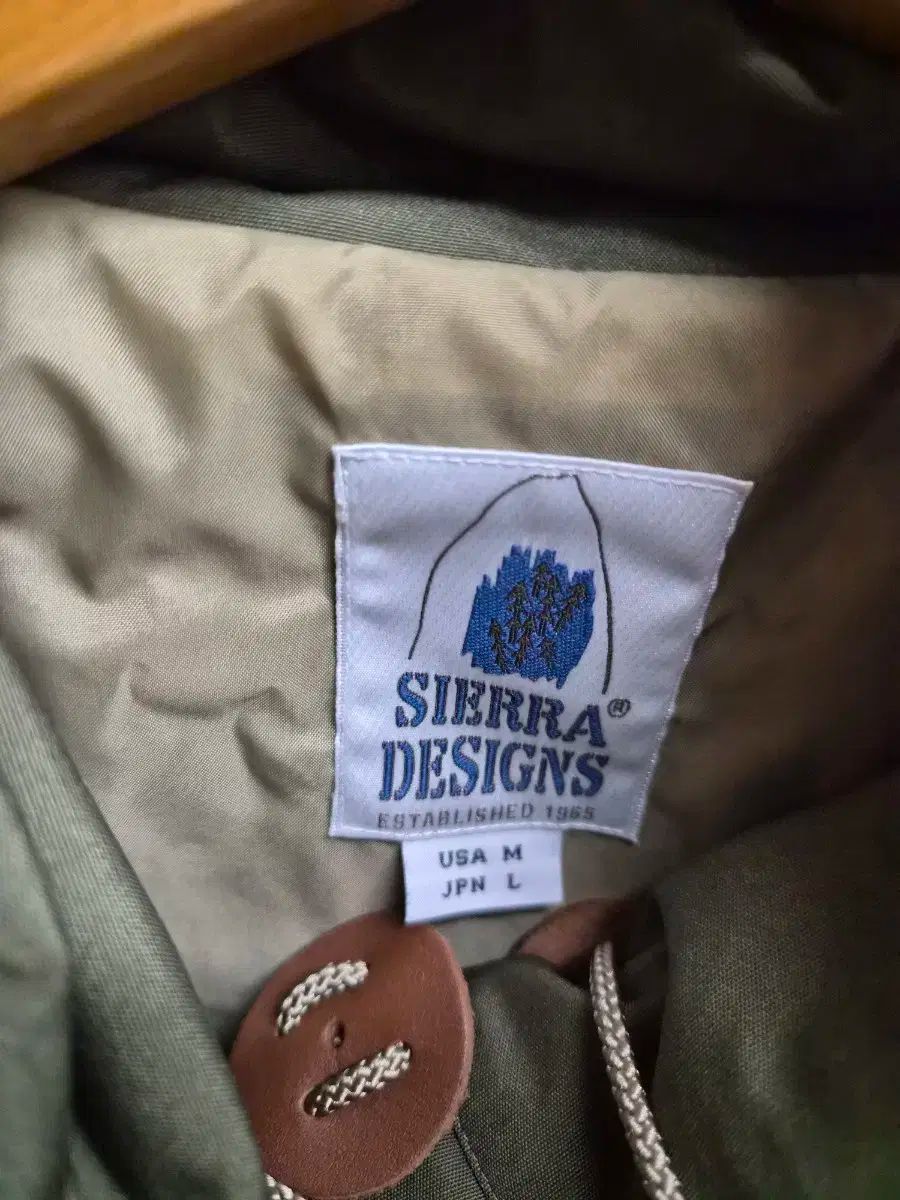 SIERRA®
DESIGNS
ESTABLISHED 1965
USA M
JPN L